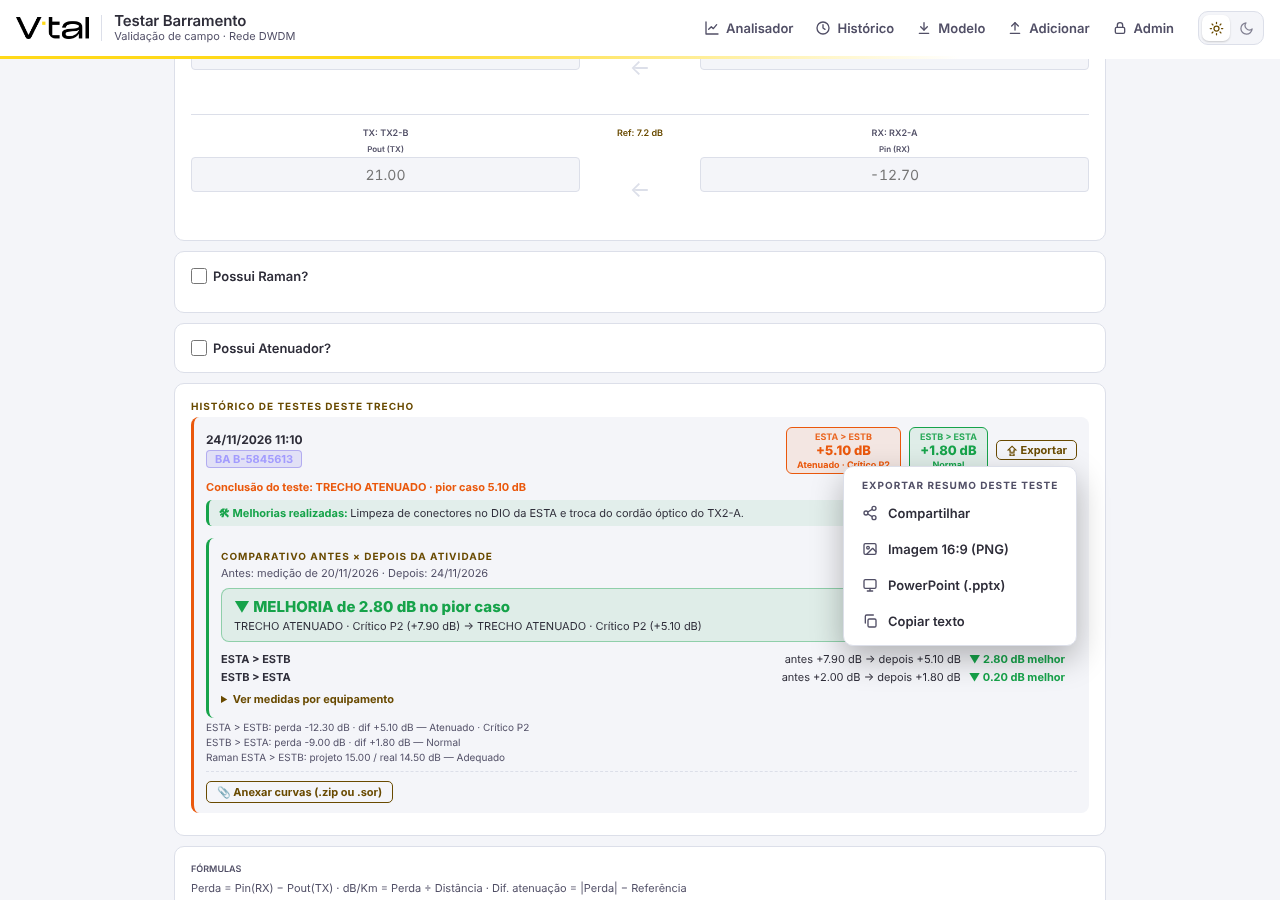 V·tal
Testar Barramento
Validação de campo · Rede DWDM
Analisador
Histórico
Modelo
Adicionar
Admin
TX: TX2-B
Ref: 7.2 dB
RX: RX2-A
Pout (TX)
Pin (RX)
21.00
-12.70
Possui Raman?
Possui Atenuador?
HISTÓRICO DE TESTES DESTE TRECHO
24/11/2026 11:10
BA B-5845613
ESTA > ESTB
+5.10 dB
Atenuado · Crítico P2
ESTB > ESTA
+1.80 dB
Normal
Exportar
Conclusão do teste: TRECHO ATENUADO · pior caso 5.10 dB
🛠 Melhorias realizadas: Limpeza de conectores no DIO da ESTA e troca do cordão óptico do TX2-A.
EXPORTAR RESUMO DESTE TESTE
Compartilhar
Imagem 16:9 (PNG)
PowerPoint (.pptx)
Copiar texto
COMPARATIVO ANTES × DEPOIS DA ATIVIDADE
Antes: medição de 20/11/2026 · Depois: 24/11/2026
▼ MELHORIA de 2.80 dB no pior caso
TRECHO ATENUADO · Crítico P2 (+7.90 dB) → TRECHO ATENUADO · Crítico P2 (+5.10 dB)
ESTA > ESTB antes +7.90 dB → depois +5.10 dB ▼ 2.80 dB melhor
ESTB > ESTA antes +2.00 dB → depois +1.80 dB ▼ 0.20 dB melhor
▶ Ver medidas por equipamento
ESTA > ESTB: perda -12.30 dB · dif +5.10 dB — Atenuado · Crítico P2
ESTB > ESTA: perda -9.00 dB · dif +1.80 dB — Normal
Raman ESTA > ESTB: projeto 15.00 / real 14.50 dB — Adequado
📎 Anexar curvas (.zip ou .sor)
FÓRMULAS
Perda = Pin(RX) − Pout(TX) · dB/Km = Perda ÷ Distância · Dif. atenuação = |Perda| − Referência